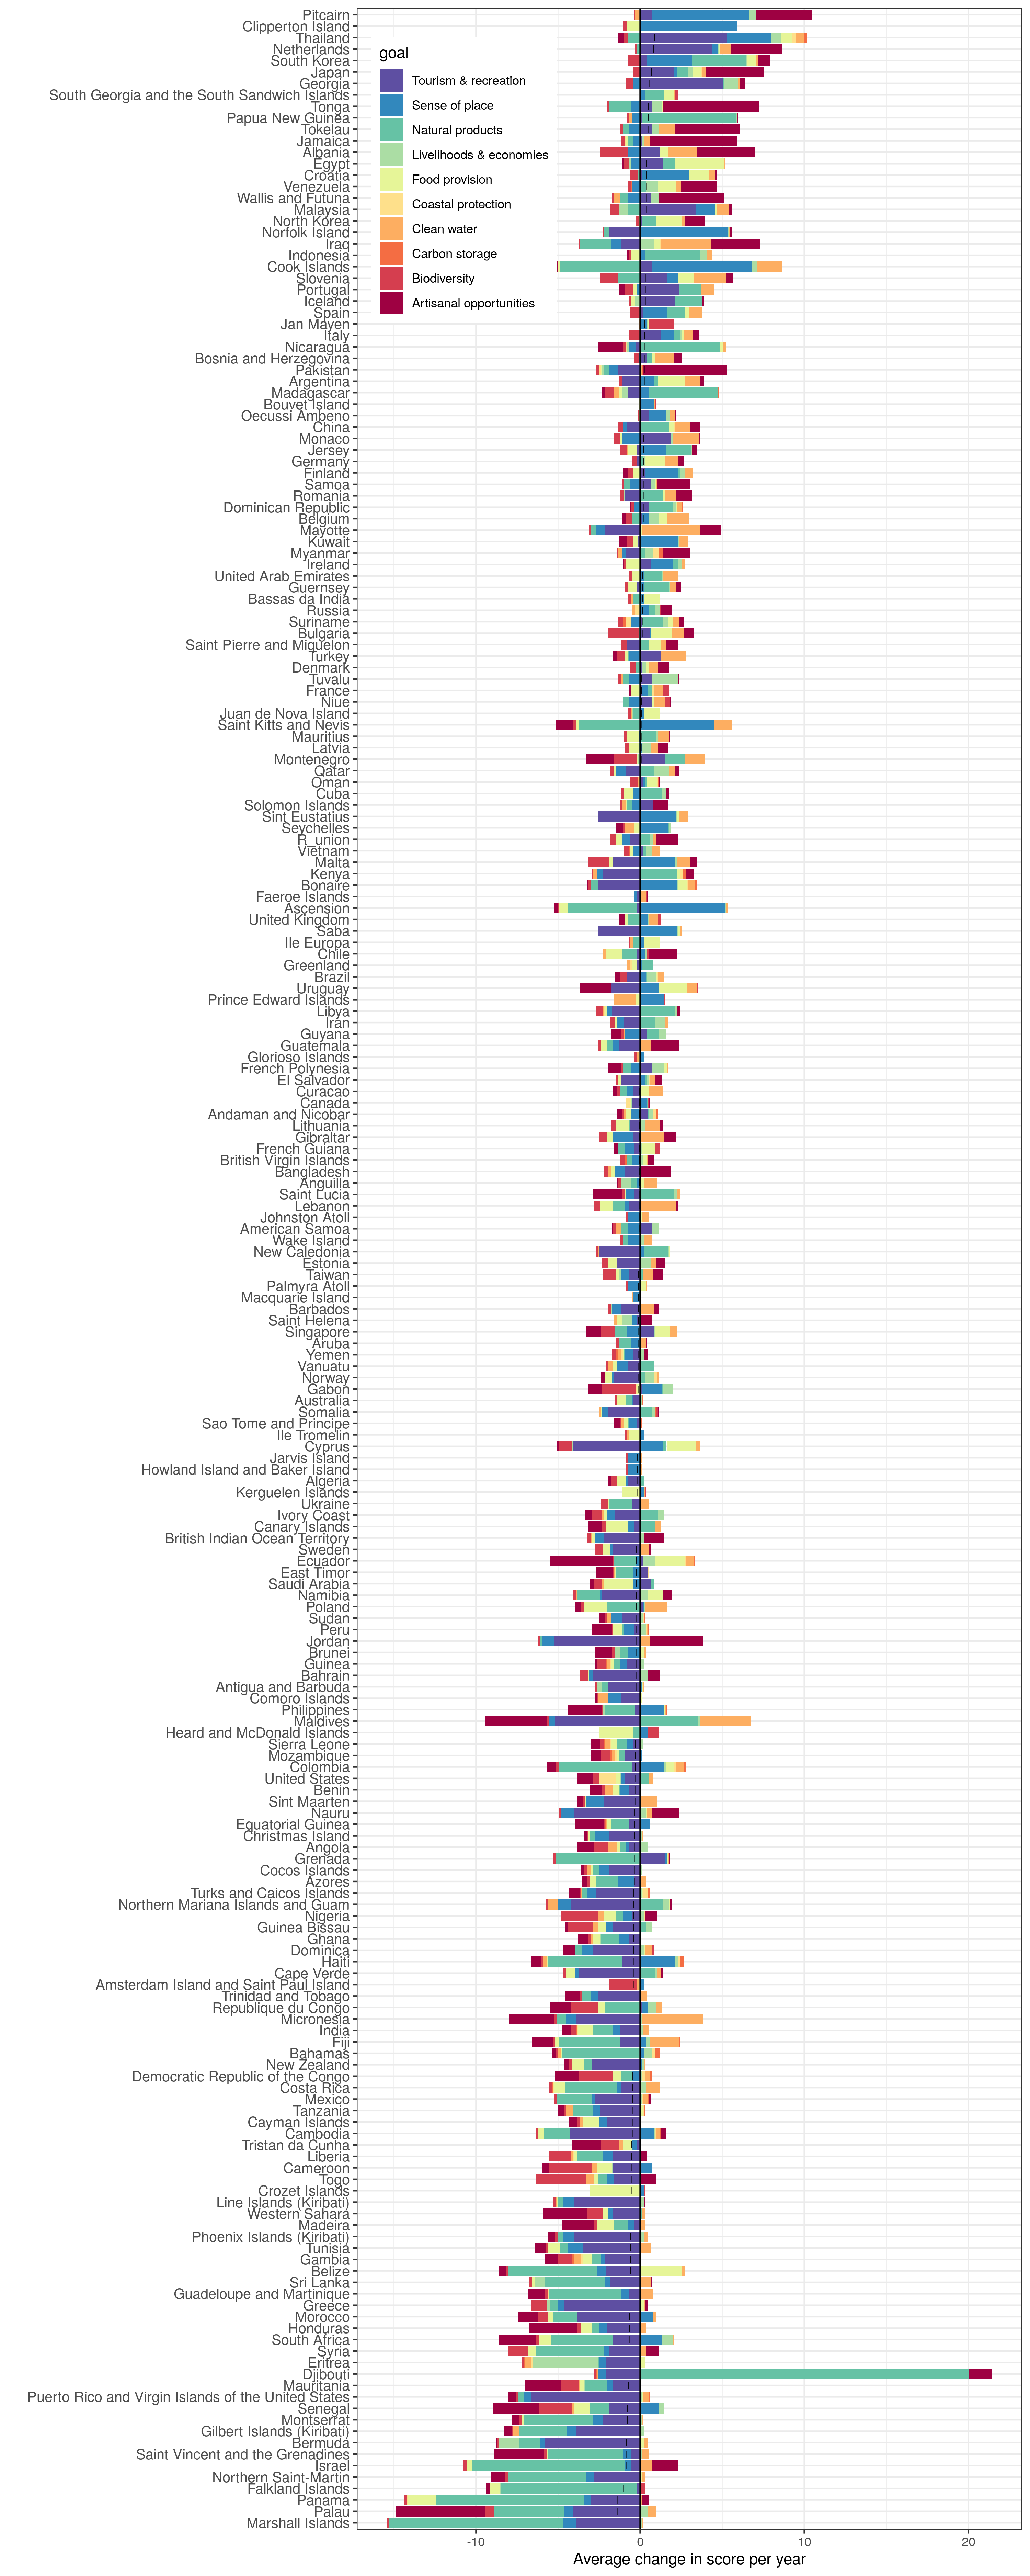 Pitcairn
Clipperton Island
Thailand
Netherlands
South Korea
Japan
Georgia
South Georgia and the South Sandwich Islands
Tonga
Papua New Guinea
Tokelau
Jamaica
Albania
Egypt
Croatia
Venezuela
Wallis and Futuna
Malaysia
North Korea
Norfolk Island
Iraq
Indonesia
Cook Islands
Slovenia
Portugal
Iceland
Spain
Jan Mayen
Italy
Nicaragua
Bosnia and Herzegovina
Pakistan
Argentina
Madagascar
Bouvet Island
Oecussi Ambeno
China
Monaco
Jersey
Germany
Finland
Samoa
Romania
Dominican Republic
Belgium
Mayotte
Kuwait
Myanmar
Ireland
United Arab Emirates
Guernsey
Bassas da India
Russia
Suriname
Bulgaria
Saint Pierre and Miquelon
Turkey
Denmark
Tuvalu
France
Niue
Juan de Nova Island
Saint Kitts and Nevis
Mauritius
Latvia
Montenegro
Qatar
Oman
Cuba
Solomon Islands
Sint Eustatius
Seychelles
R_union
Vietnam
Malta
Kenya
Bonaire
Faeroe Islands
Ascension
United Kingdom
Saba
Ile Europa
Chile
Greenland
Brazil
Uruguay
Prince Edward Islands
Libya
Iran
Guyana
Guatemala
Glorioso Islands
French Polynesia
El Salvador
Curacao
Canada
Andaman and Nicobar
Lithuania
Gibraltar
French Guiana
British Virgin Islands
Bangladesh
Anguilla
Saint Lucia
Lebanon
Johnston Atoll
American Samoa
Wake Island
New Caledonia
Estonia
Taiwan
Palmyra Atoll
Macquarie Island
Barbados
Saint Helena
Singapore
Aruba
Yemen
Vanuatu
Norway
Gabon
Australia
Somalia
Sao Tome and Principe
Ile Tromelin
Cyprus
Jarvis Island
Howland Island and Baker Island
Algeria
Kerguelen Islands
Ukraine
Ivory Coast
Canary Islands
British Indian Ocean Territory
Sweden
Ecuador
East Timor
Saudi Arabia
Namibia
Poland
Sudan
Peru
Jordan
Brunei
Guinea
Bahrain
Antigua and Barbuda
Comoro Islands
Philippines
Maldives
Heard and McDonald Islands
Sierra Leone
Mozambique
Colombia
United States
Benin
Sint Maarten
Nauru
Equatorial Guinea
Christmas Island
Angola
Grenada
Cocos Islands
Azores
Turks and Caicos Islands
Northern Mariana Islands and Guam
Nigeria
Guinea Bissau
Ghana
Dominica
Haiti
Cape Verde
Amsterdam Island and Saint Paul Island
Trinidad and Tobago
Republique du Congo
Micronesia
India
Fiji
Bahamas
New Zealand
Democratic Republic of the Congo
Costa Rica
Mexico
Tanzania
Cayman Islands
Cambodia
Tristan da Cunha
Liberia
Cameroon
Togo
Crozet Islands
Line Islands (Kiribati)
Western Sahara
Madeira
Phoenix Islands (Kiribati)
Tunisia
Gambia
Belize
Sri Lanka
Guadeloupe and Martinique
Greece
Morocco
Honduras
South Africa
Syria
Eritrea
Djibouti
Mauritania
Puerto Rico and Virgin Islands of the United States
Senegal
Montserrat
Gilbert Islands (Kiribati)
Bermuda
Saint Vincent and the Grenadines
Israel
Northern Saint-Martin
Falkland Islands
Panama
Palau
Marshall Islands
goal
Tourism & recreation
Sense of place
Natural products
Livelihoods & economies
Food provision
Coastal protection
Clean water
Carbon storage
Biodiversity
Artisanal opportunities
-10 0 10 20
Average change in score per year